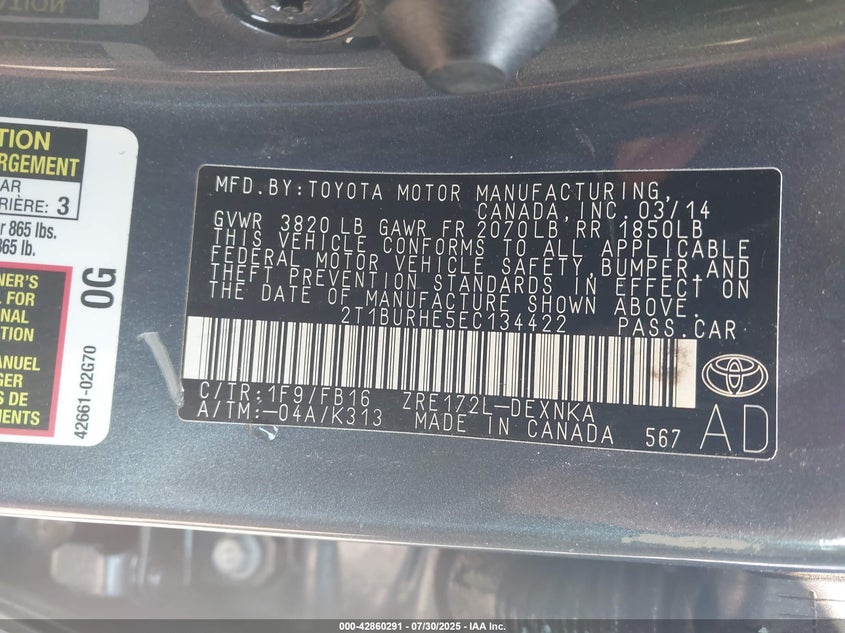 TION
RGEMENT
AR
RIÈRE: 3
r 865 lbs.
865 lb.
NER'S
L FOR
ONAL
TION
MANUEL
GER
S DE
ENTS.
0G
42661-02G70
MFD.BY:TOYOTA MOTOR MANUFACTURING,
CANADA,INC.03/14
GVWR 3820 LB GAWR FR 2070LB RR 1850LB
THIS VEHICLE CONFORMS TO ALL APPLICABLE
FEDERAL MOTOR VEHICLE SAFETY,BUMPER,AND
THEFT PREVENTION STANDARDS IN EFFECT ON
THE DATE OF MANUFACTURE SHOWN ABOVE.
2T1BURHE5EC134422 PASS.CAR
C/TR:1F9/FB16 ZRE172L-DEXNKA
A/TM:-04A/K313 MADE IN CANADA 567
AD
000-42860291 - 07/30/2025 - IAA Inc.